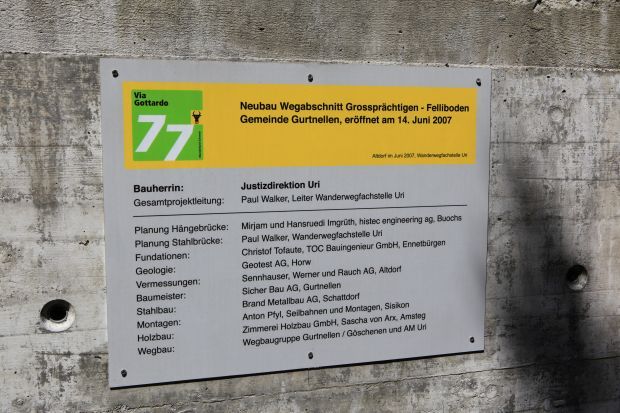 Via
Gottardo
77
Neubau Wegabschnitt Grossprächtigen - Felliboden
Gemeinde Gurtnellen, eröffnet am 14. Juni 2007
Altdorf im Juni 2007, Wanderwegfachstelle Uri
Bauherrin: Justizdirektion Uri
Gesamtprojektleitung: Paul Walker, Leiter Wanderwegfachstelle Uri
Planung Hängebrücke: Mirjam und Hansruedi Imgrüth, histec engineering ag, Buochs
Planung Stahlbrücke: Paul Walker, Wanderwegfachstelle Uri
Fundationen: Christof Tofaute, TOC Bauingenieur GmbH, Ennetbürgen
Geologie: Geotest AG, Horw
Vermessungen: Sennhauser, Werner und Rauch AG, Altdorf
Baumeister: Sicher Bau AG, Gurtnellen
Stahlbau: Brand Metallbau AG, Schattdorf
Montagen: Anton Pfyl, Seilbahnen und Montagen, Sisikon
Holzbau: Zimmerei Holzbau GmbH, Sascha von Arx, Amsteg
Wegbau: Wegbaugruppe Gurtnellen / Göschenen und AM Uri